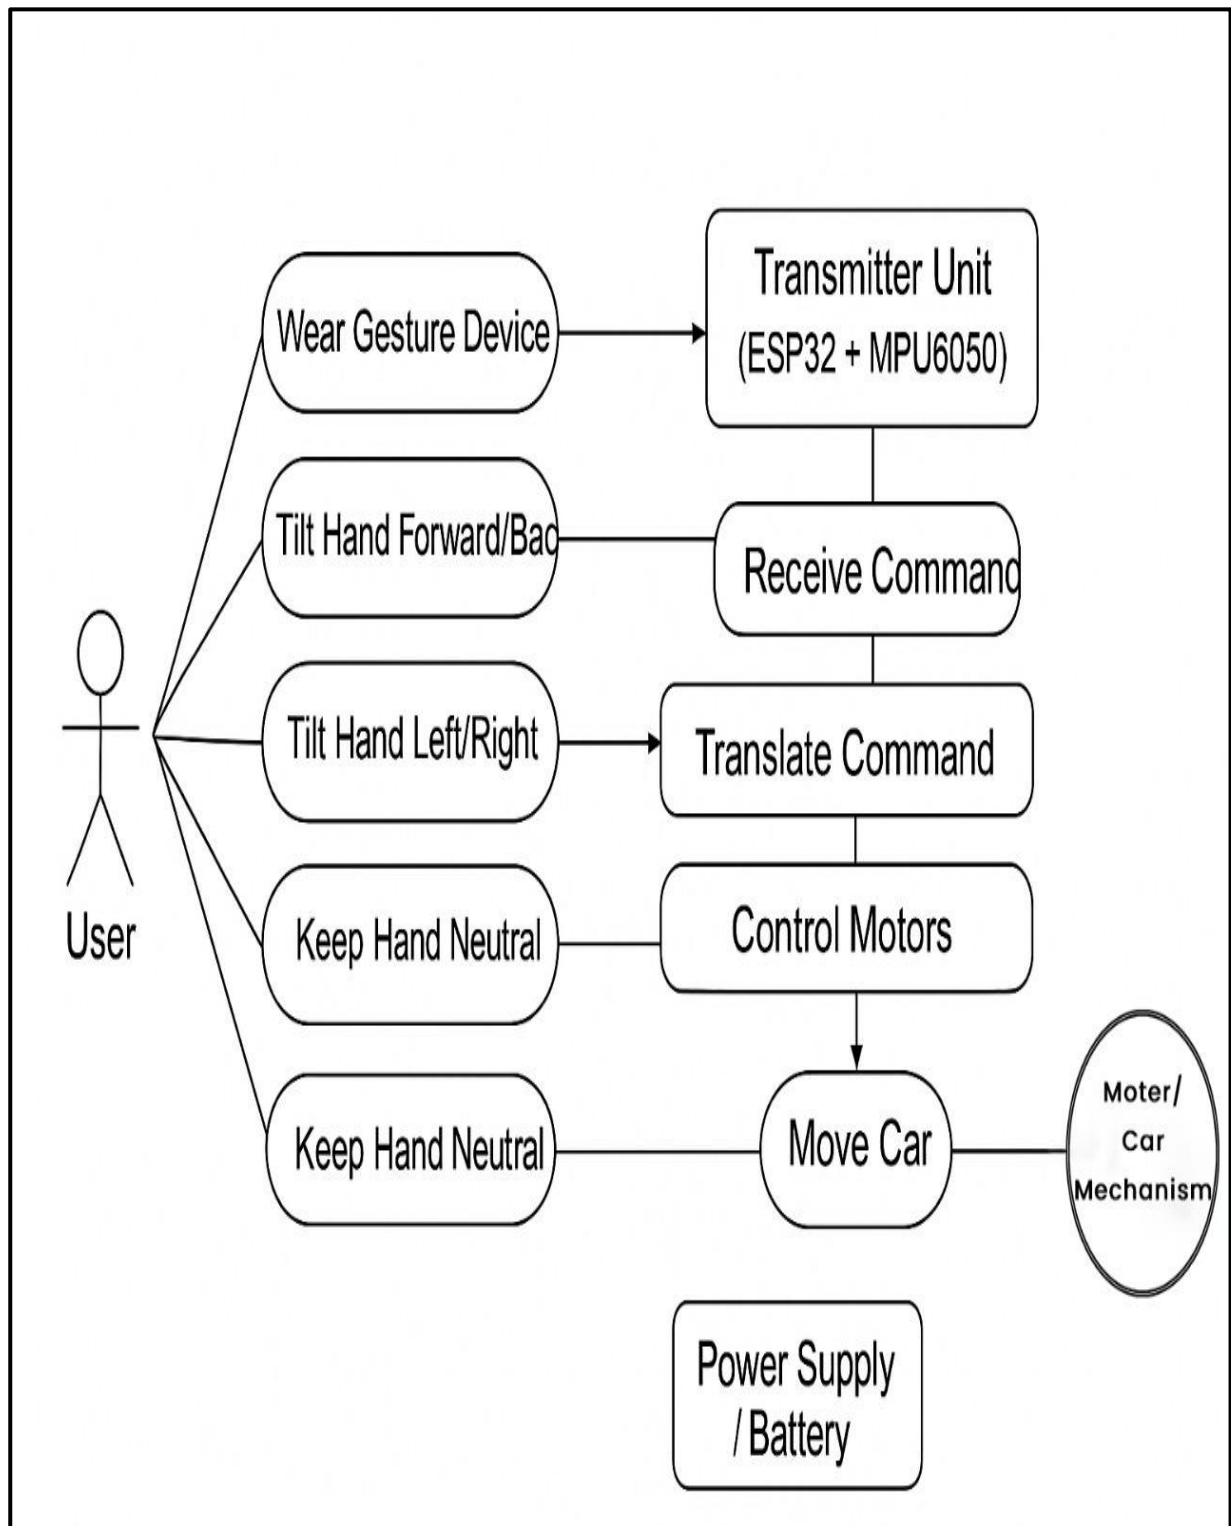 Wear Gesture Device
Transmitter Unit
(ESP32 + MPU6050)
Tilt Hand Forward/Bac
Receive Command
Tilt Hand Left/Right
Translate Command
User
Keep Hand Neutral
Control Motors
Keep Hand Neutral
Move Car
Moter/
Car
Mechanism
Power Supply
/ Battery